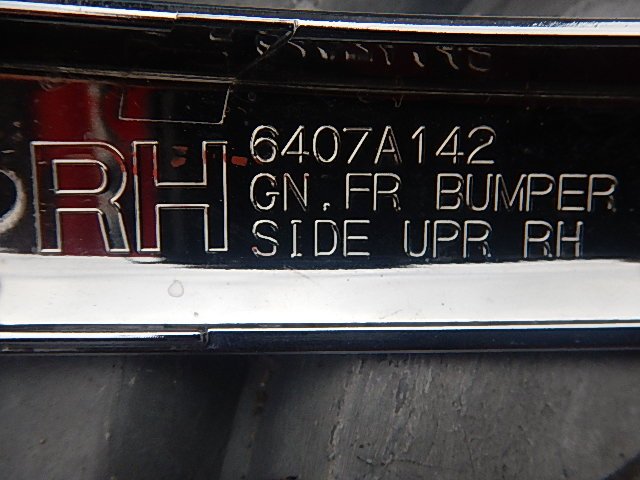 RH
6407A142
GN.FR BUMPER
SIDE UPR RH